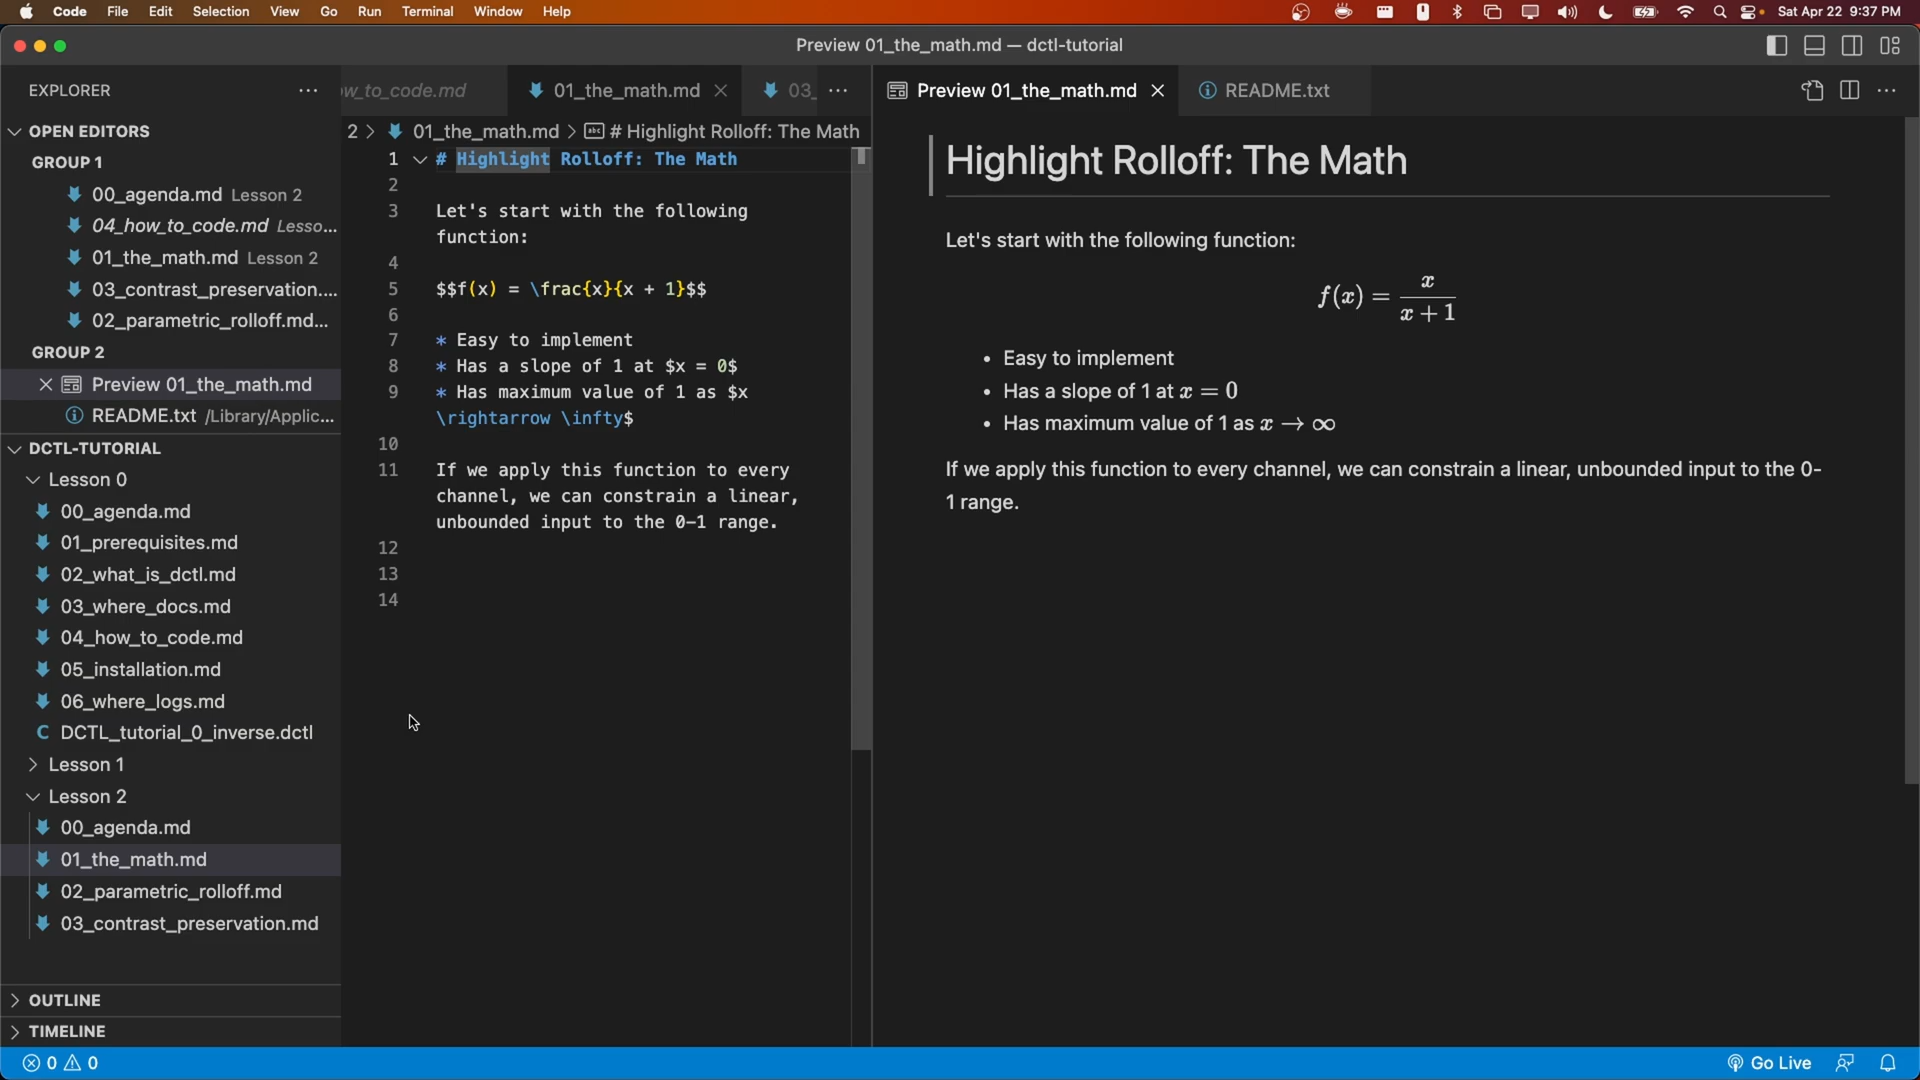 Code File Edit Selection View Go Run Terminal Window Help Sat Apr 22 9:37 PM
Preview 01_the_math.md — dctl-tutorial
EXPLORER
OPEN EDITORS
GROUP 1
00_agenda.md Lesson 2
04_how_to_code.md Lesso...
01_the_math.md Lesson 2
03_contrast_preservation....
02_parametric_rolloff.md...
GROUP 2
Preview 01_the_math.md
README.txt /Library/Applic...
DCTL-TUTORIAL
Lesson 0
00_agenda.md
01_prerequisites.md
02_what_is_dctl.md
03_where_docs.md
04_how_to_code.md
05_installation.md
06_where_logs.md
C DCTL_tutorial_0_inverse.dctl
Lesson 1
Lesson 2
00_agenda.md
01_the_math.md
02_parametric_rolloff.md
03_contrast_preservation.md
OUTLINE
TIMELINE
w_to_code.md 01_the_math.md 03_
2 > 01_the_math.md > abc # Highlight Rolloff: The Math
1 # Highlight Rolloff: The Math
2
3 Let's start with the following
function:
4
5 $$f(x) = \frac{x}{x + 1}$$
6
7 * Easy to implement
8 * Has a slope of 1 at $x = 0$
9 * Has maximum value of 1 as $x
\rightarrow \infty$
10
11 If we apply this function to every
channel, we can constrain a linear,
unbounded input to the 0–1 range.
12
13
14
Preview 01_the_math.md README.txt
Highlight Rolloff: The Math
Let's start with the following function:
f(x) = x / (x + 1)
• Easy to implement
• Has a slope of 1 at x = 0
• Has maximum value of 1 as x → ∞
If we apply this function to every channel, we can constrain a linear, unbounded input to the 0-
1 range.
0 0 Go Live